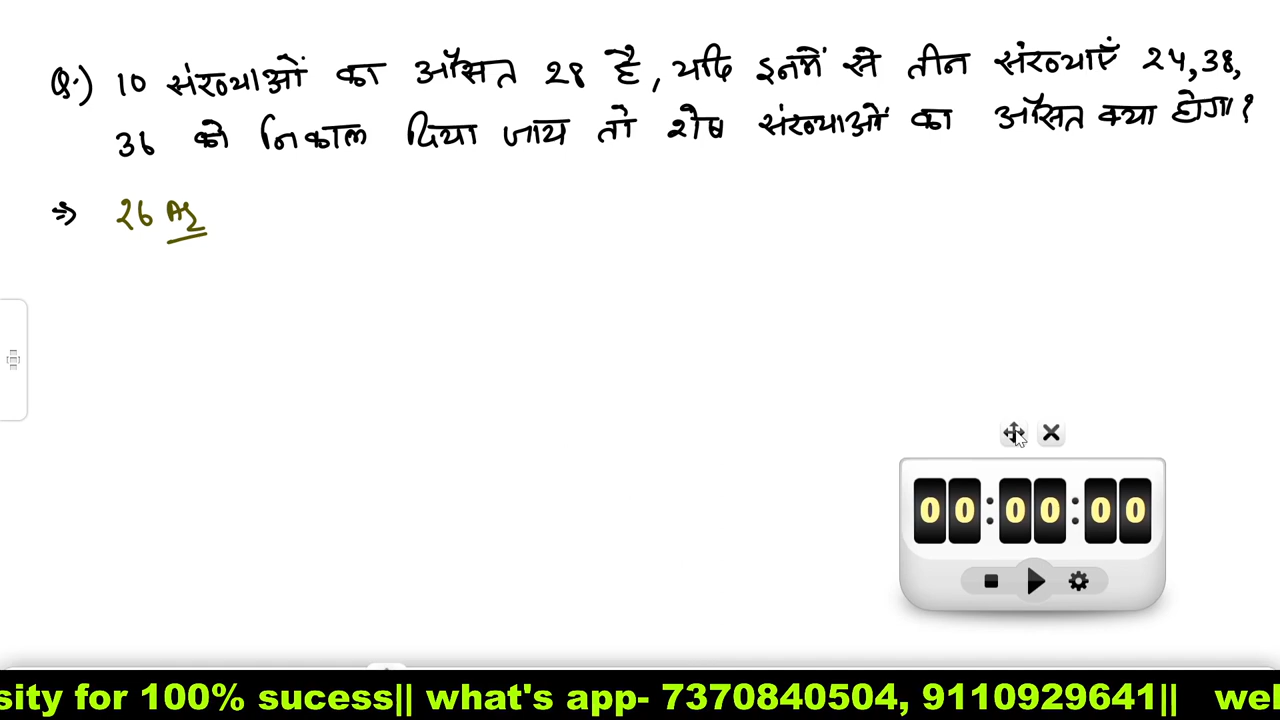 Q.) 10 संख्याओं का औसत 28 है, यदि इनमें से तीन संख्याएं 24, 38,
36 को निकाल दिया जाय तो शेष संख्याओं का औसत क्या होगा?
⇒ 26 Ans
00:00:00
sity for 100% sucess|| what's app- 7370840504, 9110929641|| wel